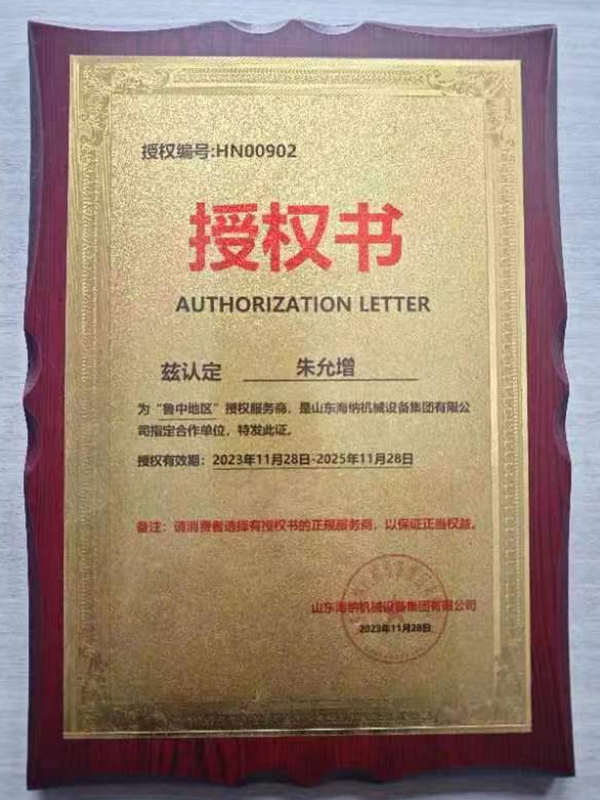 授权编号:HN00902
授权书
AUTHORIZATION LETTER
兹认定 朱允增
为“鲁中地区”授权服务商，是山东海纳机械设备集团有限公
司指定合作单位，特发此证。
授权有效期：2023年11月28日-2025年11月28日
备注：请消费者选择有授权书的正规服务商，以保证正当权益。
山东海纳机械设备集团有限公司
2023年11月28日